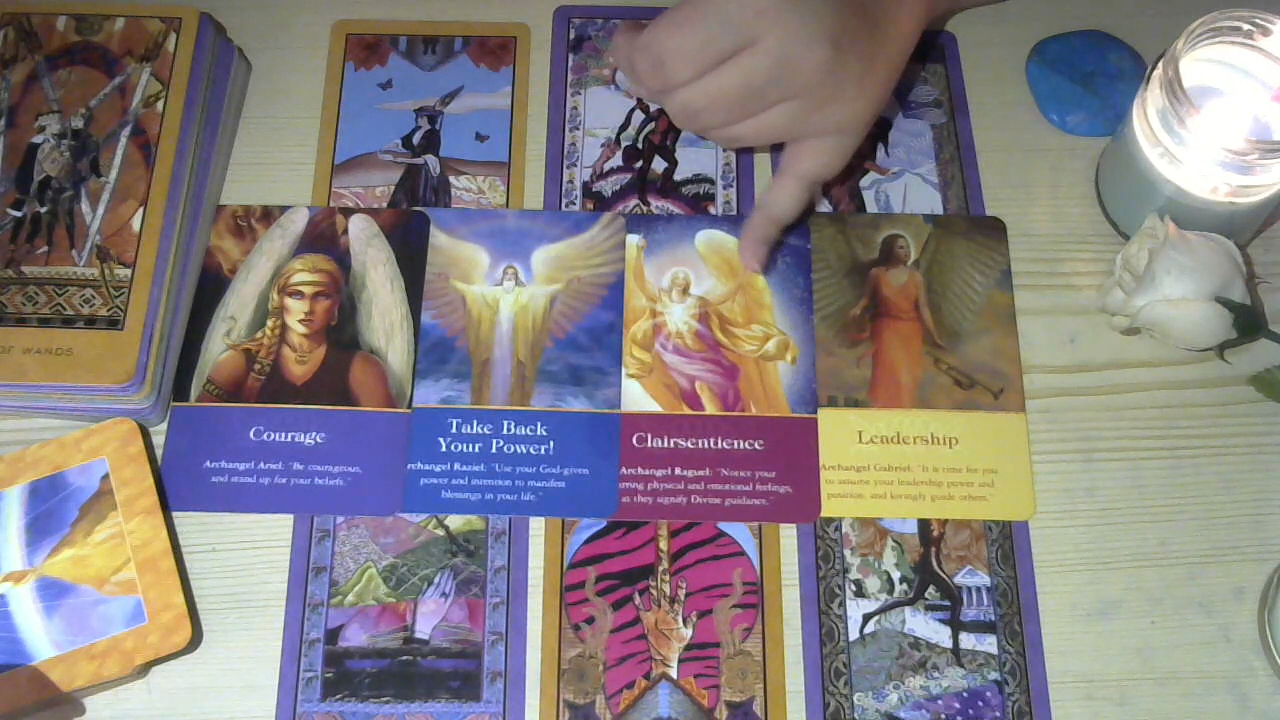 OF WANDS
Courage
Archangel Ariel: "Be courageous,
and stand up for your beliefs."
Take Back
Your Power!
rchangel Raziel: "Use your God-given
power and intention to manifest
blessings in your life."
Clairsentience
Archangel Raguel: "Notice your
rring physical and emotional feelings,
as they signify Divine guidance."
Leadership
Archangel Gabriel: "It is time for you
to assume your leadership power and
position, and lovingly guide others."